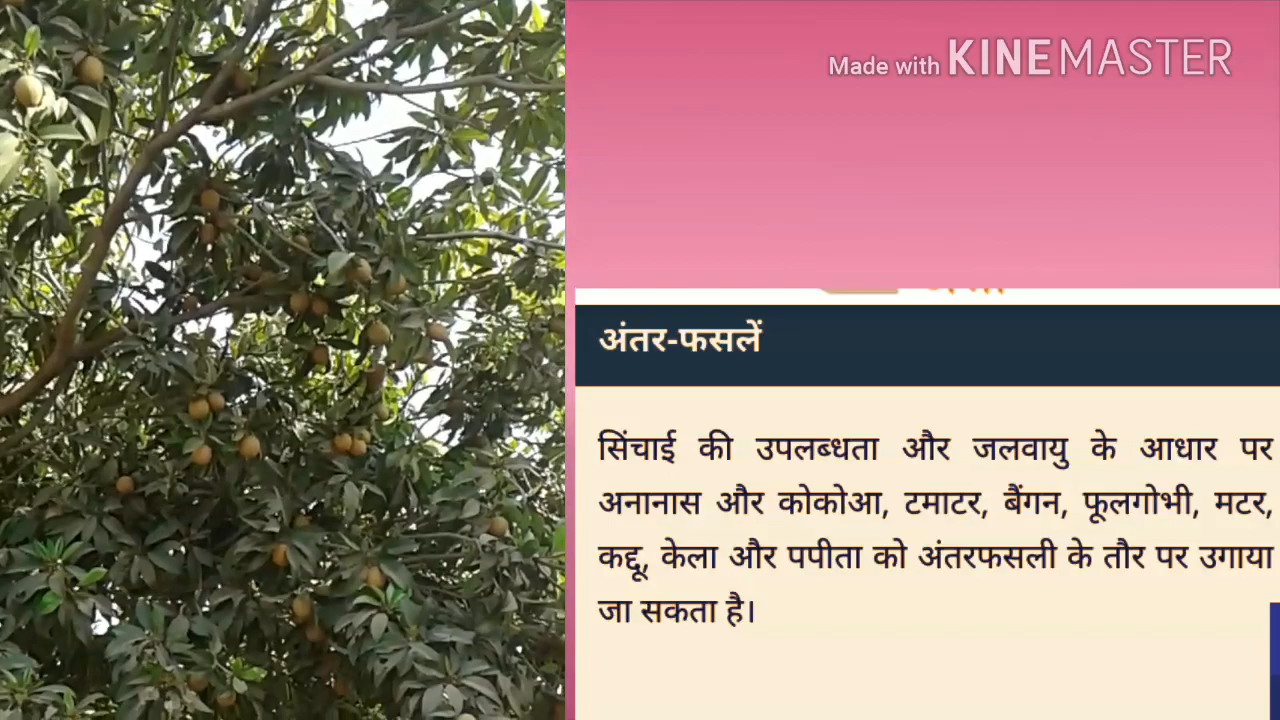 Made with KINEMASTER
अंतर-फसलें
सिंचाई की उपलब्धता और जलवायु के आधार पर
अनानास और कोकोआ, टमाटर, बैंगन, फूलगोभी, मटर,
कद्दू, केला और पपीता को अंतरफसली के तौर पर उगाया
जा सकता है।